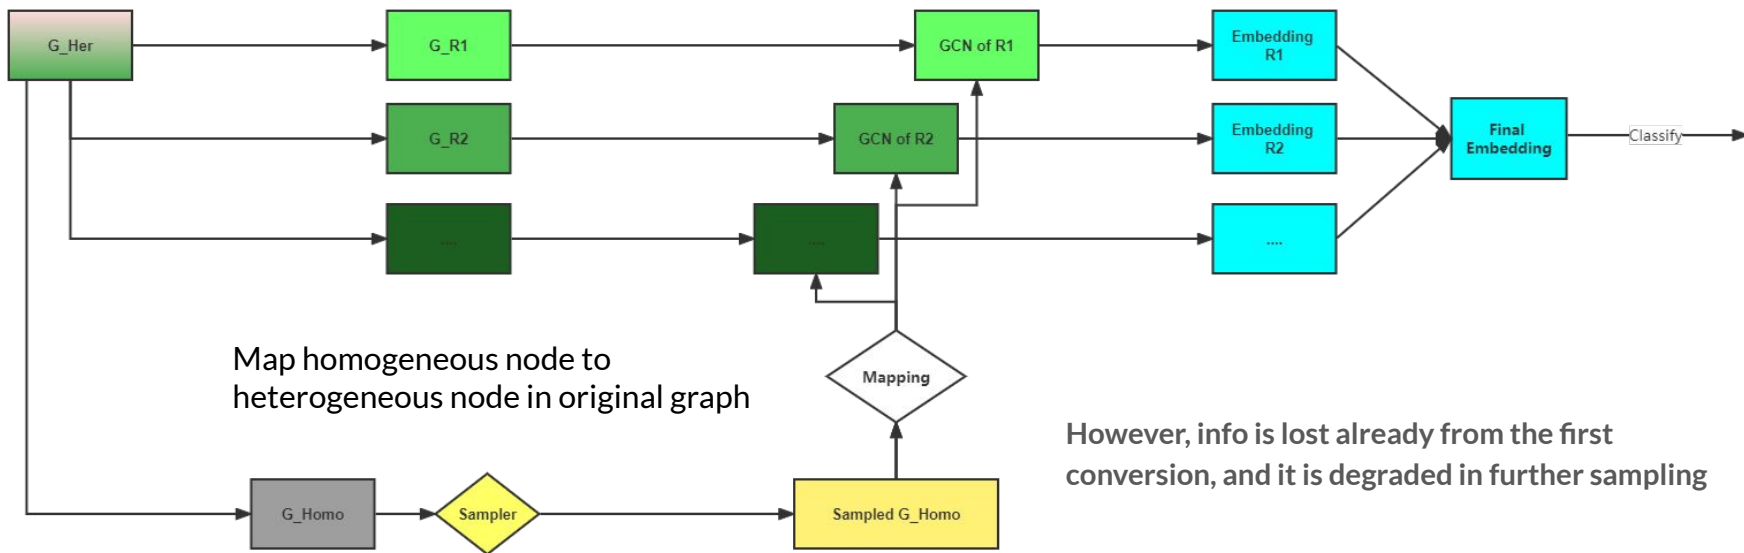 G_Her
G_R1
GCN of R1
Embedding
R1
G_R2
GCN of R2
Embedding
R2
Final
Embedding
Classify
....
....
....
Map homogeneous node to
heterogeneous node in original graph
Mapping
However, info is lost already from the first
conversion, and it is degraded in further sampling
G_Homo
Sampler
Sampled G_Homo